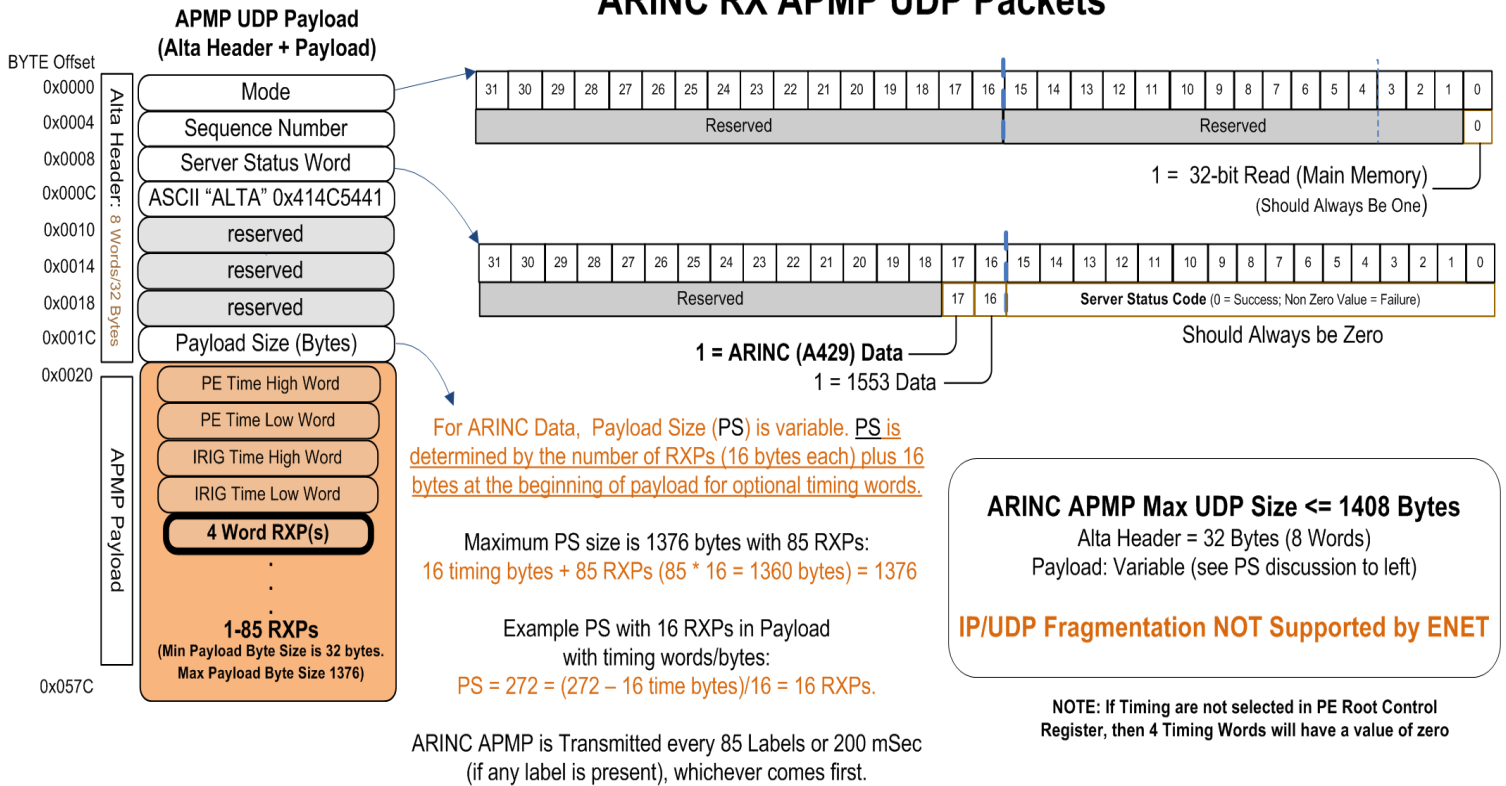 ARINC RX APMP UDP Packets
APMP UDP Payload
(Alta Header + Payload)
BYTE Offset
0x0000
0x0004
0x0008
0x000C
0x0010
0x0014
0x0018
0x001C
0x0020
0x057C
Alta Header: 8 Words/32 Bytes
APMP Payload
Mode
Sequence Number
Server Status Word
ASCII “ALTA” 0x414C5441
reserved
reserved
reserved
Payload Size (Bytes)
PE Time High Word
PE Time Low Word
IRIG Time High Word
IRIG Time Low Word
4 Word RXP(s)
.
.
.
1-85 RXPs
(Min Payload Byte Size is 32 bytes.
Max Payload Byte Size 1376)
31 30 29 28 27 26 25 24 23 22 21 20 19 18 17 16 15 14 13 12 11 10 9 8 7 6 5 4 3 2 1 0
Reserved Reserved 0
1 = 32-bit Read (Main Memory)
(Should Always Be One)
31 30 29 28 27 26 25 24 23 22 21 20 19 18 17 16 15 14 13 12 11 10 9 8 7 6 5 4 3 2 1 0
Reserved 17 16 Server Status Code (0 = Success; Non Zero Value = Failure)
Should Always be Zero
1 = ARINC (A429) Data
1 = 1553 Data
For ARINC Data, Payload Size (PS) is variable. PS is
determined by the number of RXPs (16 bytes each) plus 16
bytes at the beginning of payload for optional timing words.
Maximum PS size is 1376 bytes with 85 RXPs:
16 timing bytes + 85 RXPs (85 * 16 = 1360 bytes) = 1376
Example PS with 16 RXPs in Payload
with timing words/bytes:
PS = 272 = (272 – 16 time bytes)/16 = 16 RXPs.
ARINC APMP is Transmitted every 85 Labels or 200 mSec
(if any label is present), whichever comes first.
ARINC APMP Max UDP Size <= 1408 Bytes
Alta Header = 32 Bytes (8 Words)
Payload: Variable (see PS discussion to left)
IP/UDP Fragmentation NOT Supported by ENET
NOTE: If Timing are not selected in PE Root Control
Register, then 4 Timing Words will have a value of zero